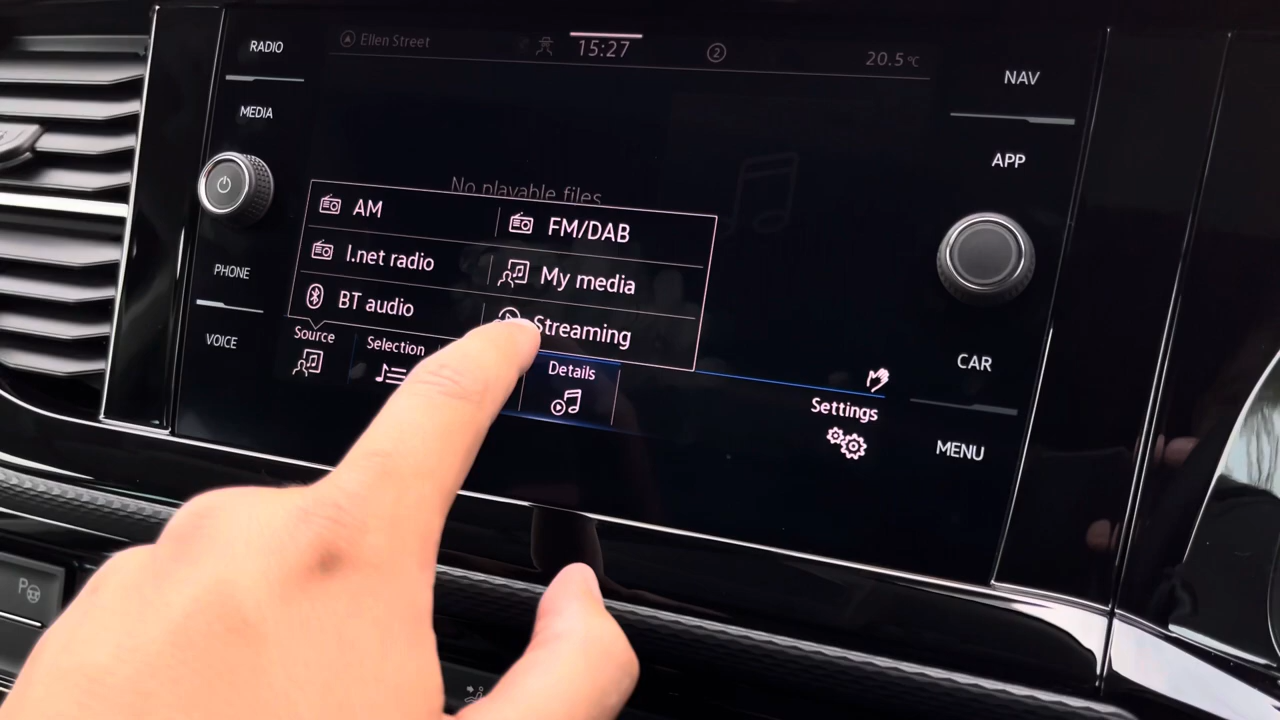 RADIO
Ellen Street
15:27
2
20.5°C
NAV
MEDIA
APP
No playable files
AM
FM/DAB
I.net radio
My media
PHONE
BT audio
Streaming
VOICE
Source
Selection
Details
CAR
Settings
MENU
P